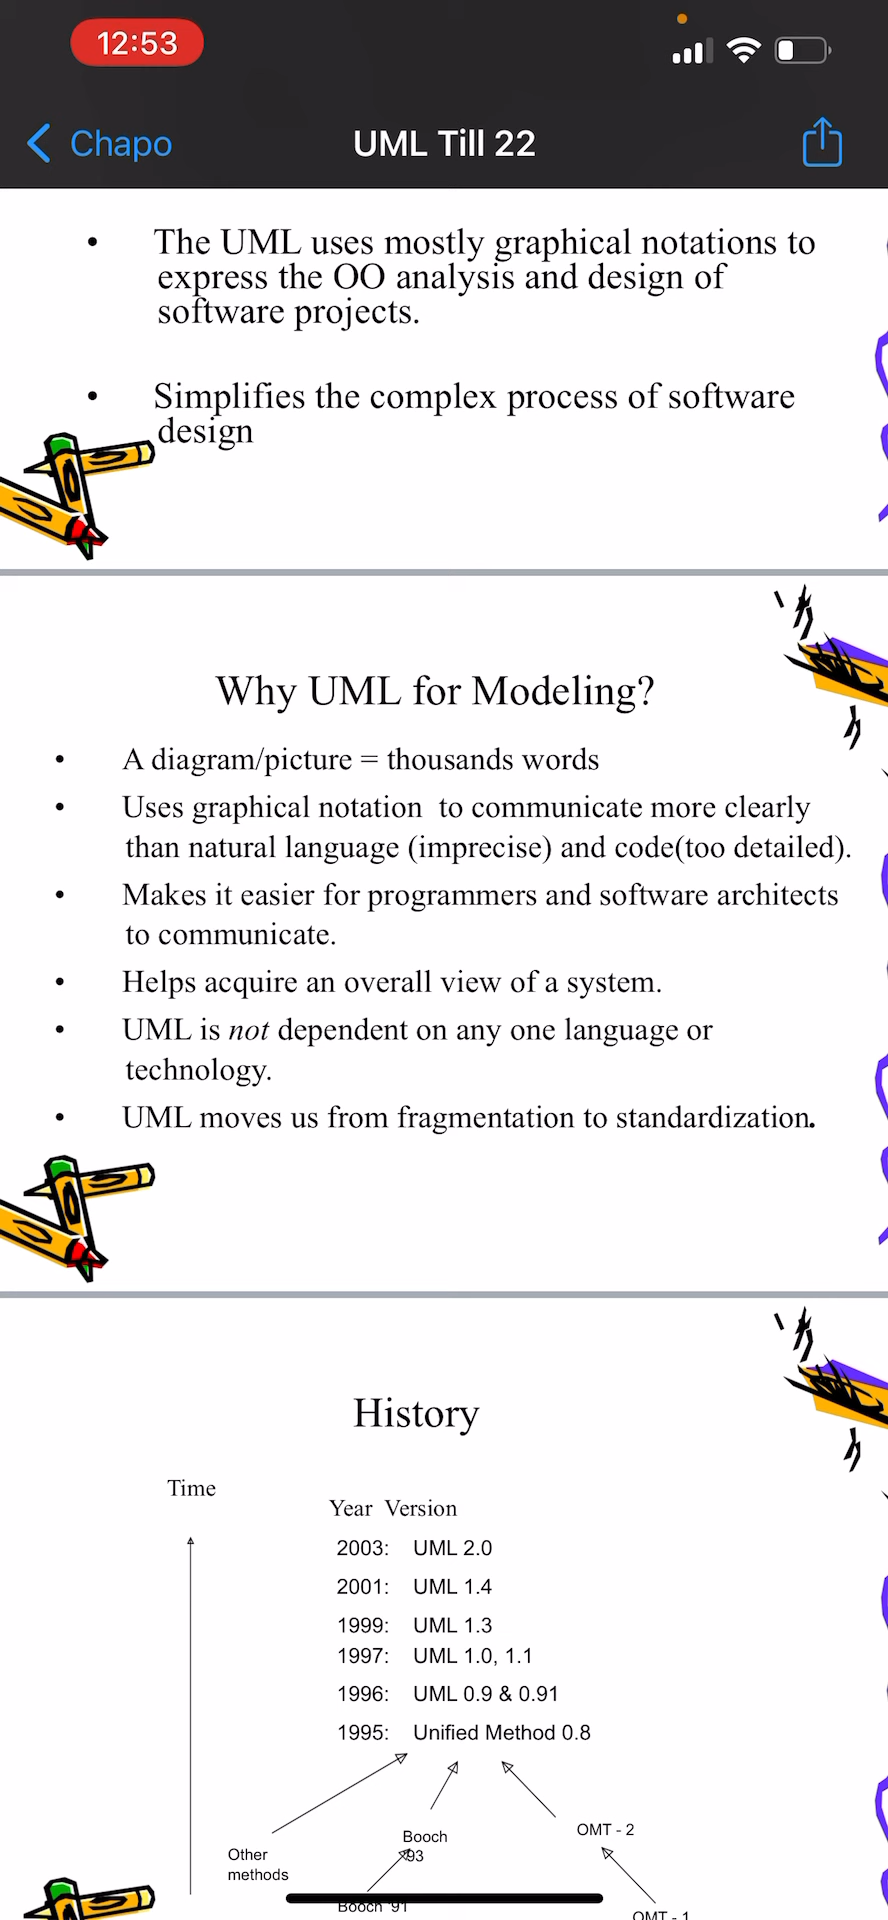 12:53
Chapo
UML Till 22
• The UML uses mostly graphical notations to
express the OO analysis and design of
software projects.
• Simplifies the complex process of software
design
Why UML for Modeling?
• A diagram/picture = thousands words
• Uses graphical notation to communicate more clearly
than natural language (imprecise) and code(too detailed).
• Makes it easier for programmers and software architects
to communicate.
• Helps acquire an overall view of a system.
• UML is not dependent on any one language or
technology.
• UML moves us from fragmentation to standardization.
History
Time
Year Version
2003: UML 2.0
2001: UML 1.4
1999: UML 1.3
1997: UML 1.0, 1.1
1996: UML 0.9 & 0.91
1995: Unified Method 0.8
Other
methods
Booch
'93
OMT - 2
Booch '91
OMT - 1